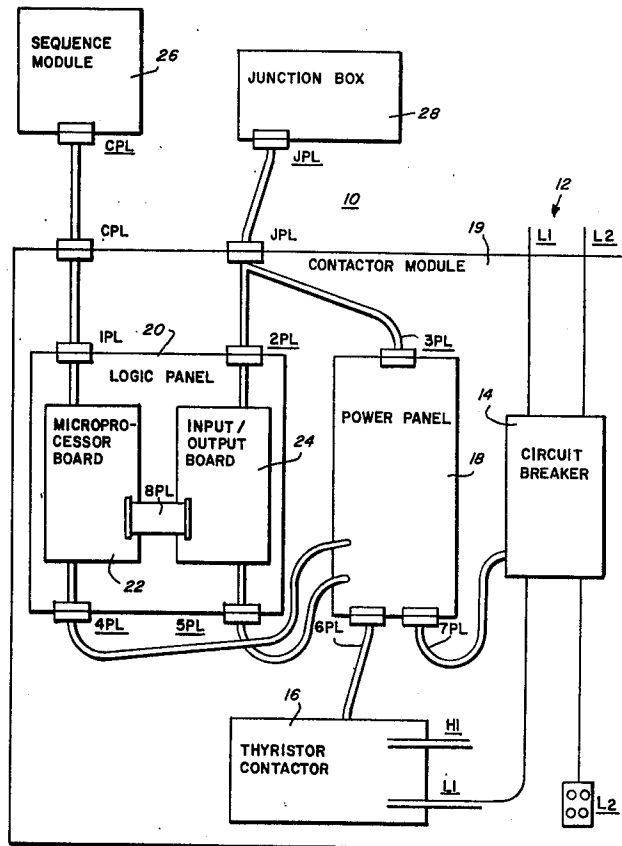 SEQUENCE
MODULE
26
CPL
JUNCTION BOX
28
JPL
10
12
L1
L2
CPL
JPL
19
CONTACTOR MODULE
1PL
20
2PL
3PL
LOGIC PANEL
MICROPRO-
CESSOR
BOARD
INPUT/
OUTPUT
BOARD
24
8PL
22
POWER PANEL
18
14
CIRCUIT
BREAKER
4PL
5PL
6PL
7PL
16
THYRISTOR
CONTACTOR
H1
L1
L2